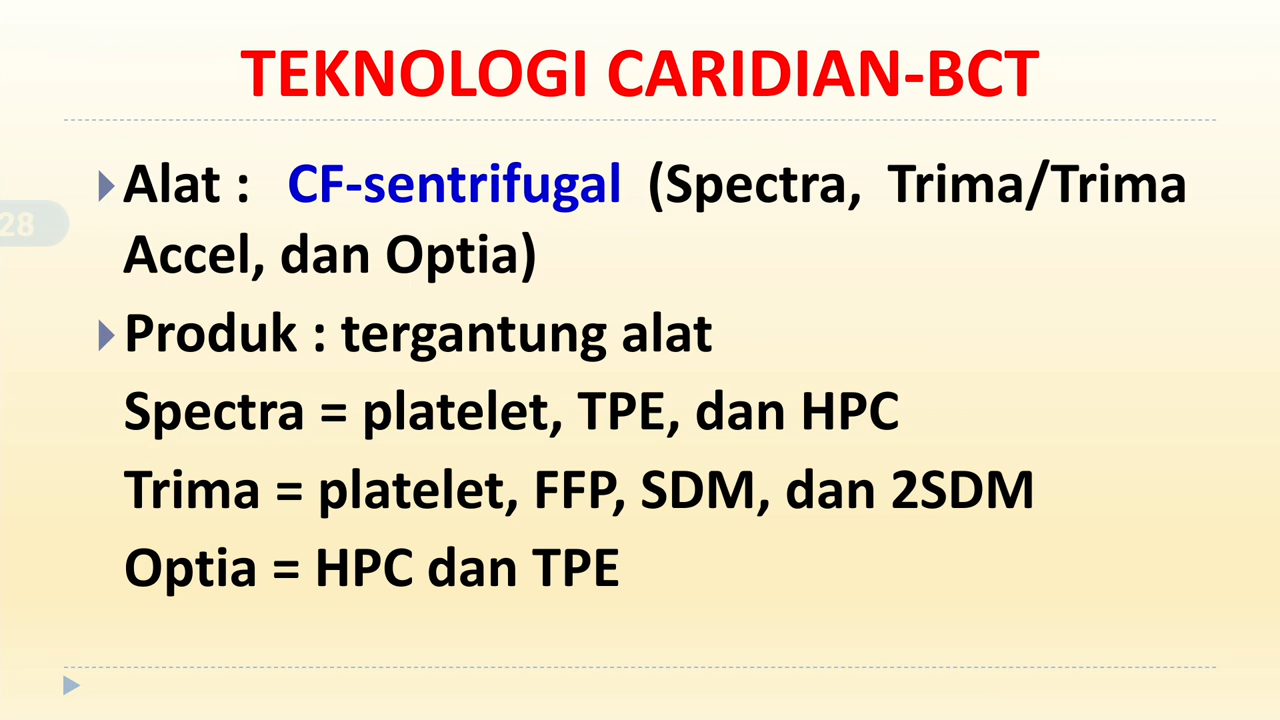 TEKNOLOGI CARIDIAN-BCT
Alat : CF-sentrifugal (Spectra, Trima/Trima
28
Accel, dan Optia)
Produk : tergantung alat
Spectra = platelet, TPE, dan HPC
Trima = platelet, FFP, SDM, dan 2SDM
Optia = HPC dan TPE